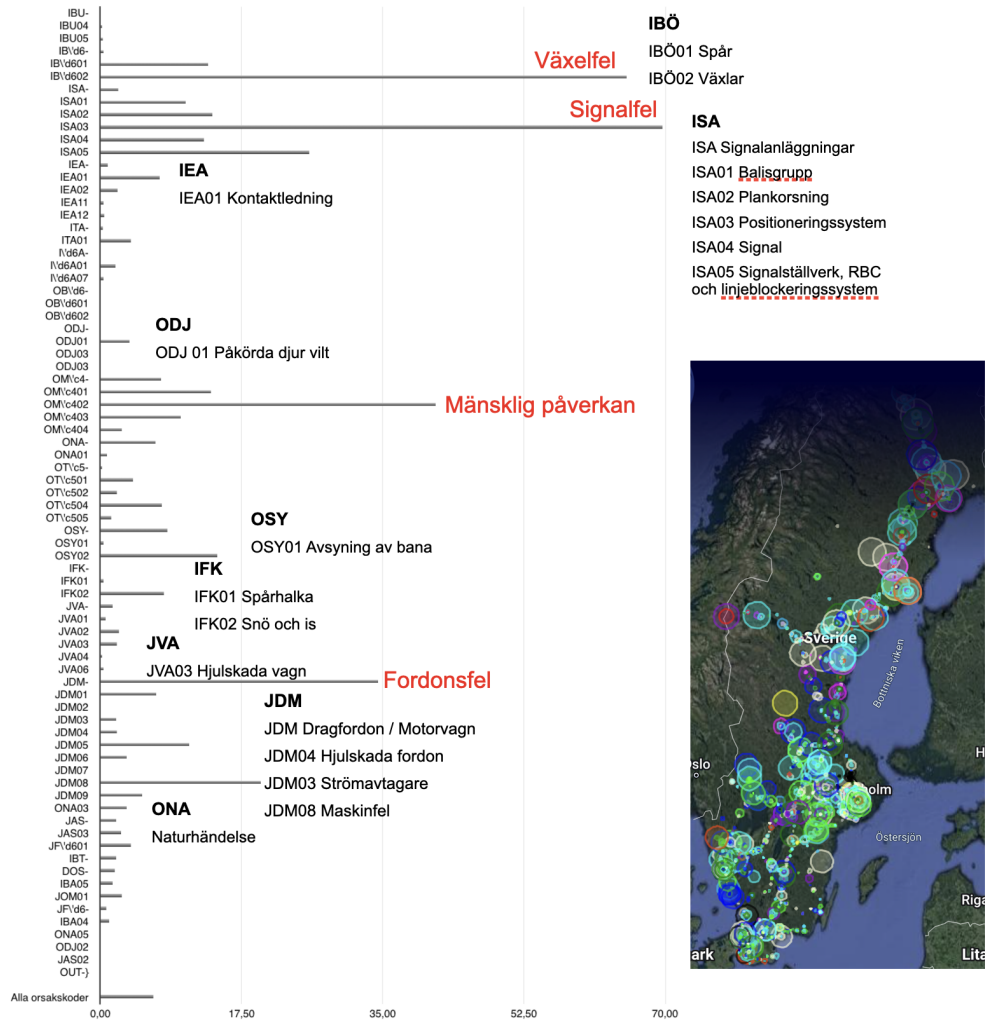 IBU-
IBU04
IBU05
IB\'d6-
IB\'d601
IB\'d602
ISA-
ISA01
ISA02
ISA03
ISA04
ISA05
IEA-
IEA01
IEA02
IEA11
IEA12
ITA-
ITA01
I\'d6A-
I\'d6A01
I\'d6A07
OB\'d6-
OB\'d601
OB\'d602
ODJ-
ODJ01
ODJ03
ODJ03
OM\'c4-
OM\'c401
OM\'c402
OM\'c403
OM\'c404
ONA-
ONA01
OT\'c5-
OT\'c501
OT\'c502
OT\'c504
OT\'c505
OSY-
OSY01
OSY02
IFK-
IFK01
IFK02
JVA-
JVA01
JVA02
JVA03
JVA04
JVA06
JDM-
JDM01
JDM02
JDM03
JDM04
JDM05
JDM06
JDM07
JDM08
JDM09
ONA03
JAS-
JAS03
JF\'d601
IBT-
DOS-
IBA05
JOM01
JF\'d6-
IBA04
ONA05
ODJ02
JAS02
OUT-}
Alla orsakskoder
0,00 17,50 35,00 52,50 70,00
Växelfel
Signalfel
Mänsklig påverkan
Fordonsfel
IBÖ
IBÖ01 Spår
IBÖ02 Växlar
ISA
ISA Signalanläggningar
ISA01 Balisgrupp
ISA02 Plankorsning
ISA03 Positioneringssystem
ISA04 Signal
ISA05 Signalställverk, RBC
och linjeblockeringssystem
IEA
IEA01 Kontaktledning
ODJ
ODJ 01 Påkörda djur vilt
OSY
OSY01 Avsyning av bana
IFK
IFK01 Spårhalka
IFK02 Snö och is
JVA
JVA03 Hjulskada vagn
JDM
JDM Dragfordon / Motorvagn
JDM04 Hjulskada fordon
JDM03 Strömavtagare
JDM08 Maskinfel
ONA
Naturhändelse
Sverige
Bottniska viken
H
slo
olm
Östersjön
Riga
ark
Lita